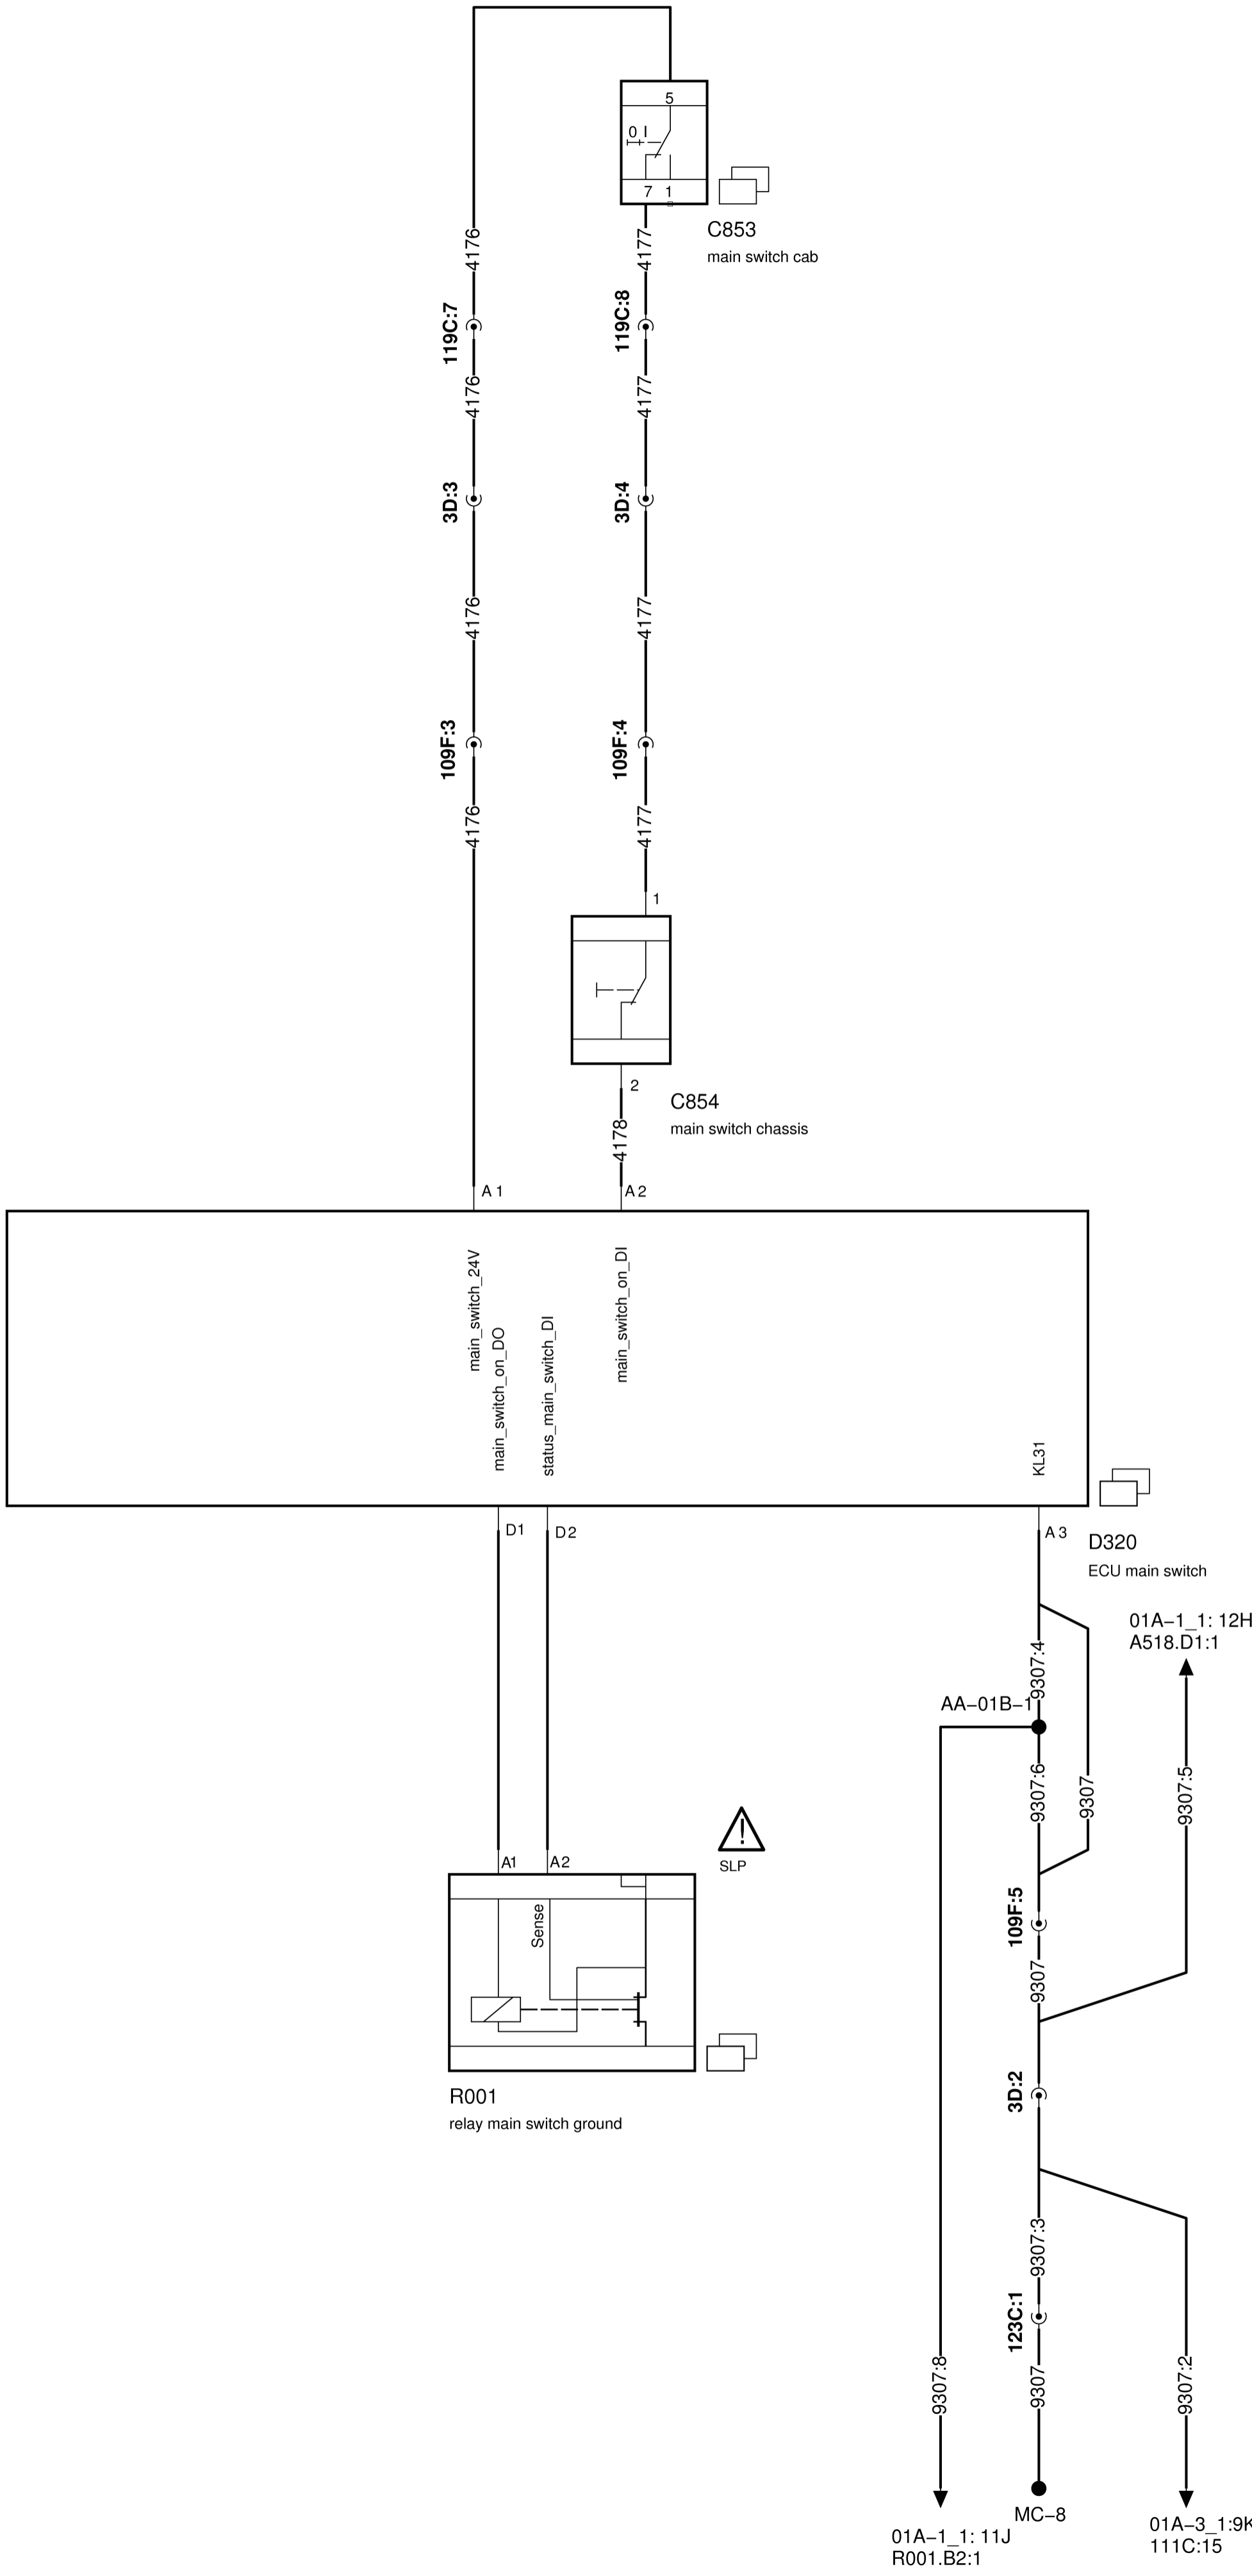 5
0 I
7 1
C853
main switch cab
4176
4177
119C:7
119C:8
4176
4177
3D:3
3D:4
4176
4177
109F:3
109F:4
4176
4177
1
2
C854
main switch chassis
4178
A 1
A 2
main_switch_24V
main_switch_on_DO
status_main_switch_DI
main_switch_on_DI
KL31
D1
D2
A 3
D320
ECU main switch
01A–1_1: 12H
A518.D1:1
9307:4
AA–01B–1
9307:6
9307
9307:5
SLP
A1
A2
Sense
109F:5
9307
R001
relay main switch ground
3D:2
9307:3
123C:1
9307:8
9307
9307:2
MC–8
01A–1_1: 11J
R001.B2:1
01A–3_1:9K
111C:15